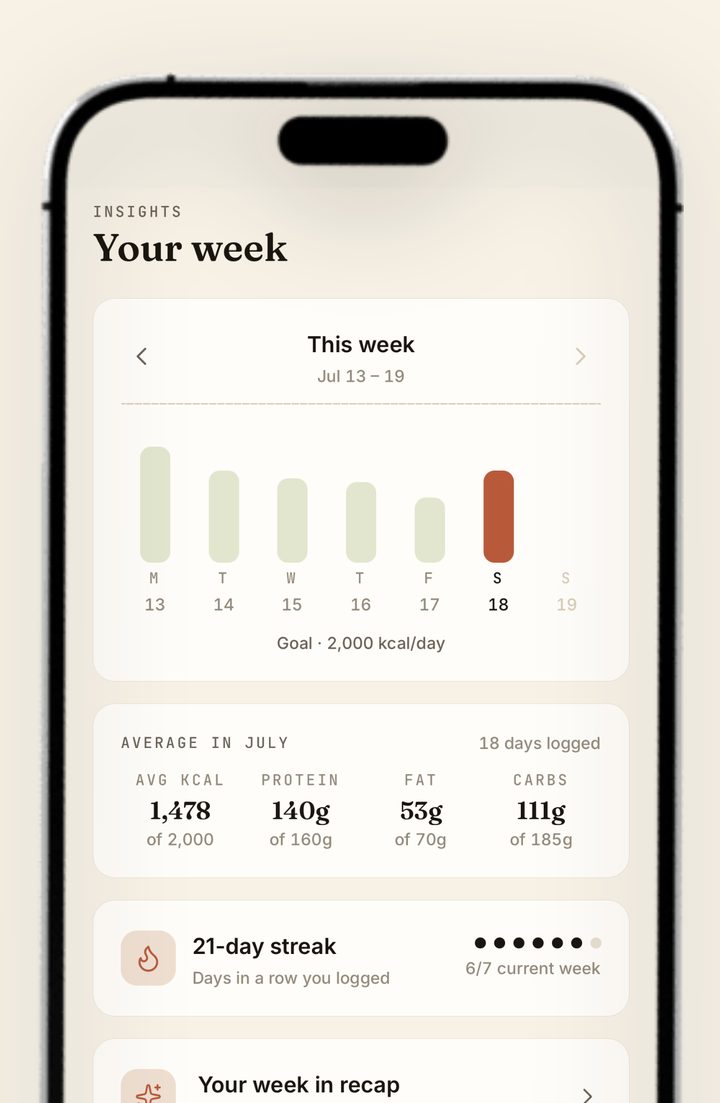 INSIGHTS
Your week
This week
Jul 13 – 19
M T W T F S S
13 14 15 16 17 18 19
Goal · 2,000 kcal/day
AVERAGE IN JULY 18 days logged
AVG KCAL PROTEIN FAT CARBS
1,478 140g 53g 111g
of 2,000 of 160g of 70g of 185g
21-day streak
Days in a row you logged
6/7 current week
Your week in recap